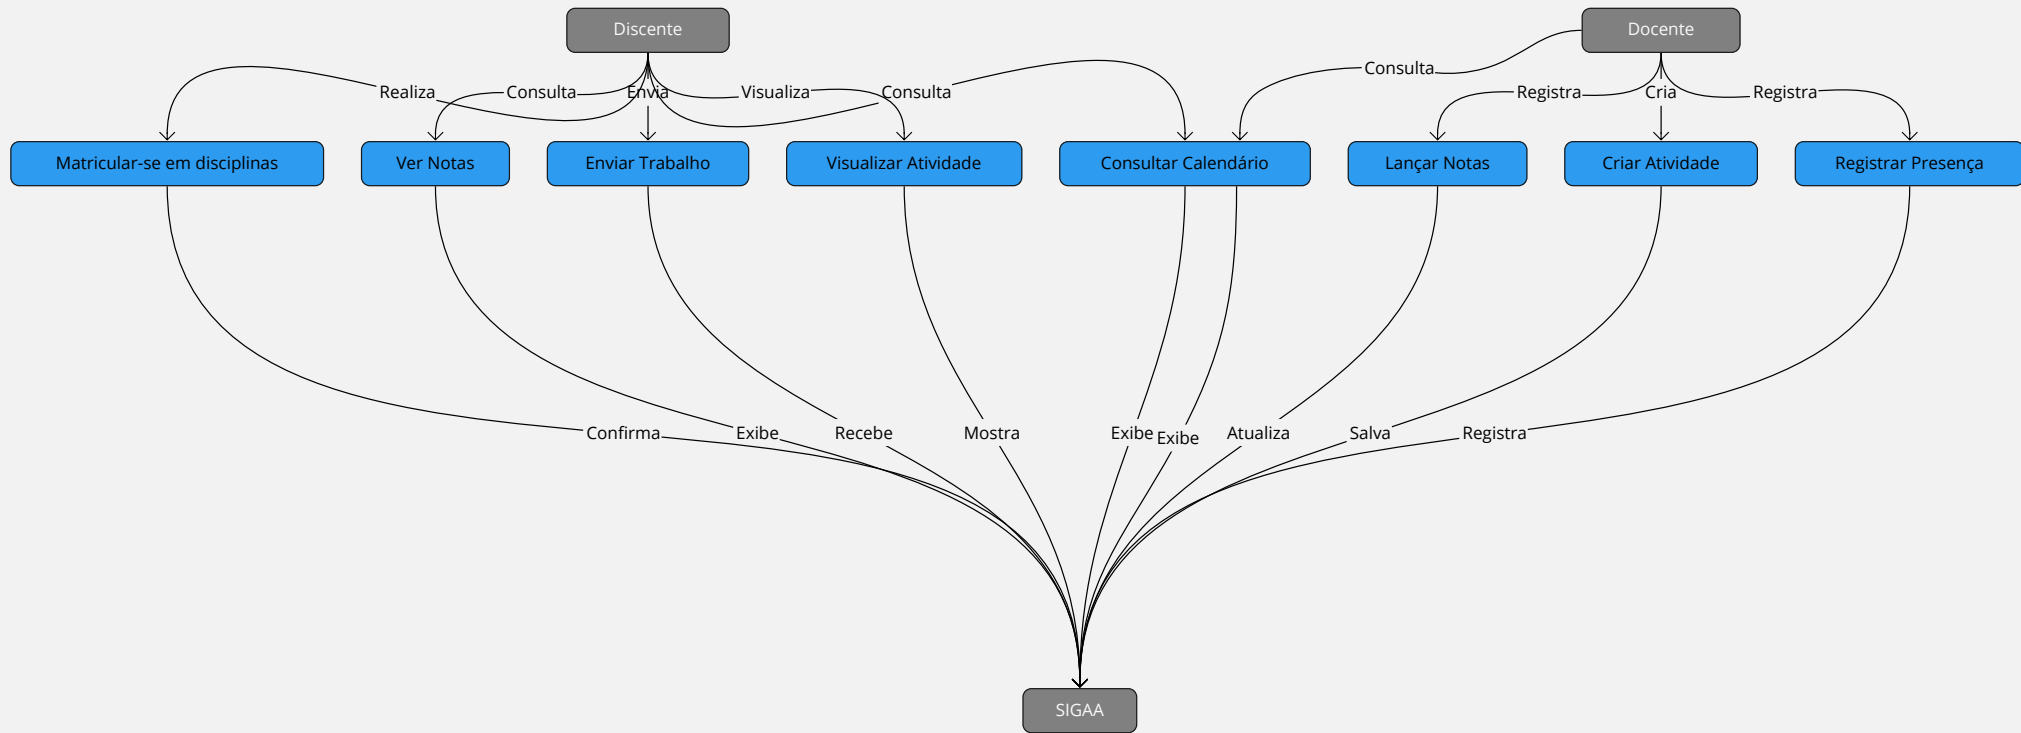 Discente
Docente
Consulta
Realiza
Consulta
Envia
Visualiza
Consulta
Registra
Cria
Registra
Matricular-se em disciplinas
Ver Notas
Enviar Trabalho
Visualizar Atividade
Consultar Calendário
Lançar Notas
Criar Atividade
Registrar Presença
Confirma
Exibe
Recebe
Mostra
Exibe
Exibe
Atualiza
Salva
Registra
SIGAA